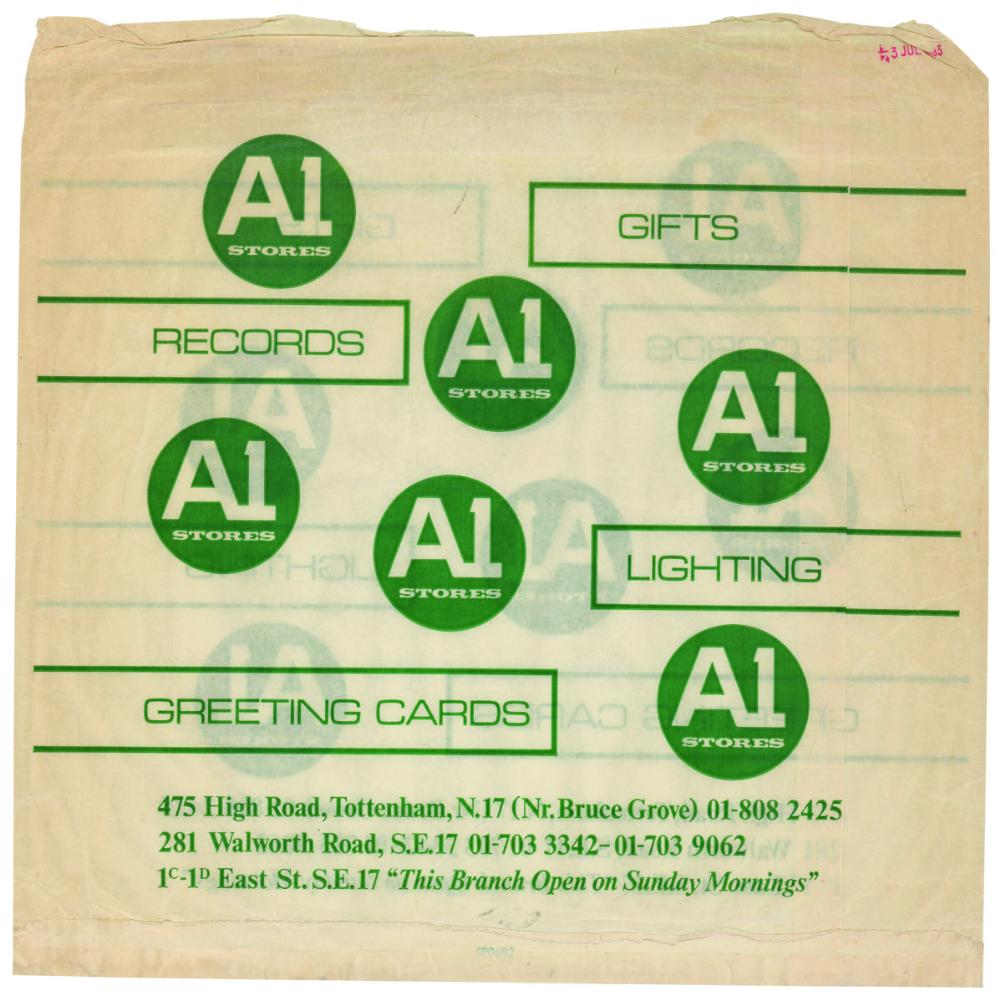 3 JUL
A1
STORES
GIFTS
RECORDS
A1
STORES
A1
STORES
A1
STORES
A1
STORES
LIGHTING
GREETING CARDS
A1
STORES
475 High Road, Tottenham, N.17 (Nr. Bruce Grove) 01-808 2425
281 Walworth Road, S.E.17 01-703 3342-01-703 9062
1C-1D East St. S.E.17 "This Branch Open on Sunday Mornings"